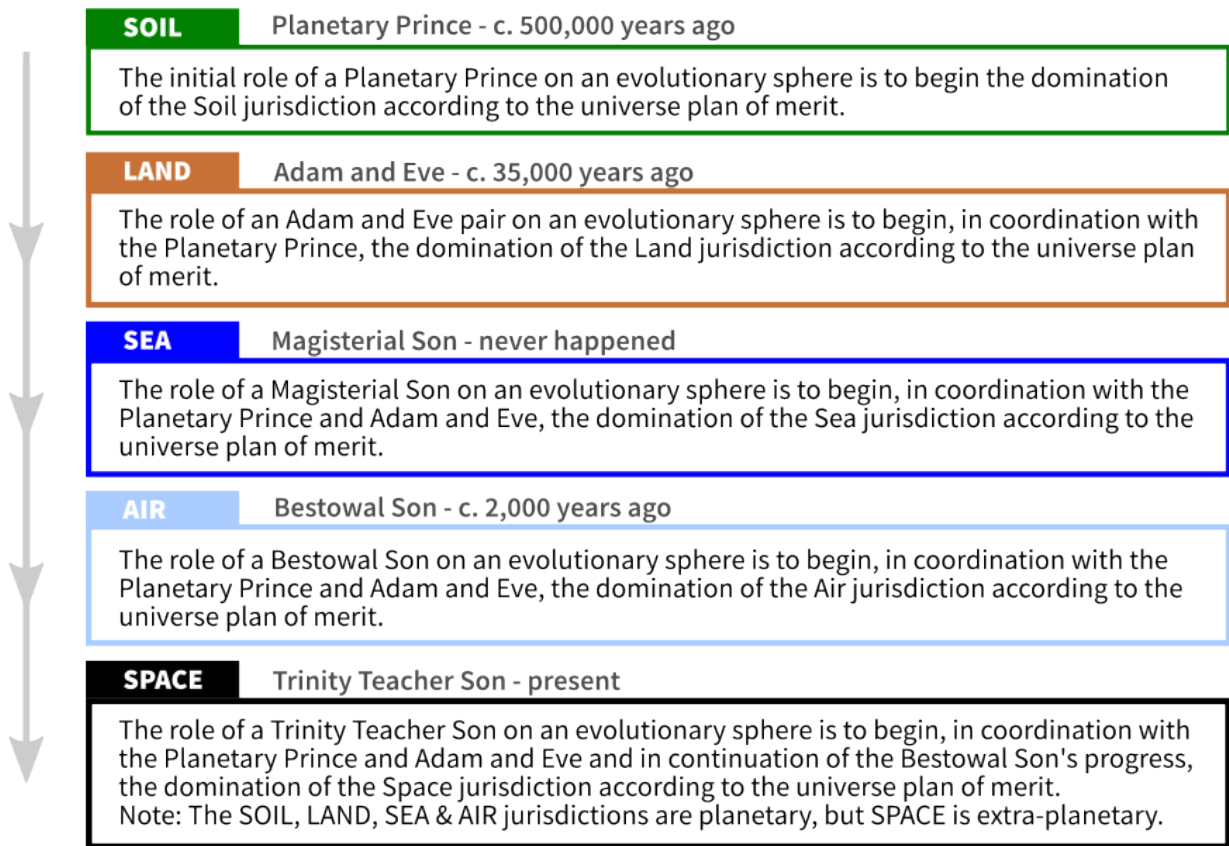 SOIL Planetary Prince - c. 500,000 years ago
The initial role of a Planetary Prince on an evolutionary sphere is to begin the domination
of the Soil jurisdiction according to the universe plan of merit.
LAND Adam and Eve - c. 35,000 years ago
The role of an Adam and Eve pair on an evolutionary sphere is to begin, in coordination with
the Planetary Prince, the domination of the Land jurisdiction according to the universe plan
of merit.
SEA Magisterial Son - never happened
The role of a Magisterial Son on an evolutionary sphere is to begin, in coordination with the
Planetary Prince and Adam and Eve, the domination of the Sea jurisdiction according to the
universe plan of merit.
AIR Bestowal Son - c. 2,000 years ago
The role of a Bestowal Son on an evolutionary sphere is to begin, in coordination with the
Planetary Prince and Adam and Eve, the domination of the Air jurisdiction according to the
universe plan of merit.
SPACE Trinity Teacher Son - present
The role of a Trinity Teacher Son on an evolutionary sphere is to begin, in coordination with
the Planetary Prince and Adam and Eve and in continuation of the Bestowal Son's progress,
the domination of the Space jurisdiction according to the universe plan of merit.
Note: The SOIL, LAND, SEA & AIR jurisdictions are planetary, but SPACE is extra-planetary.